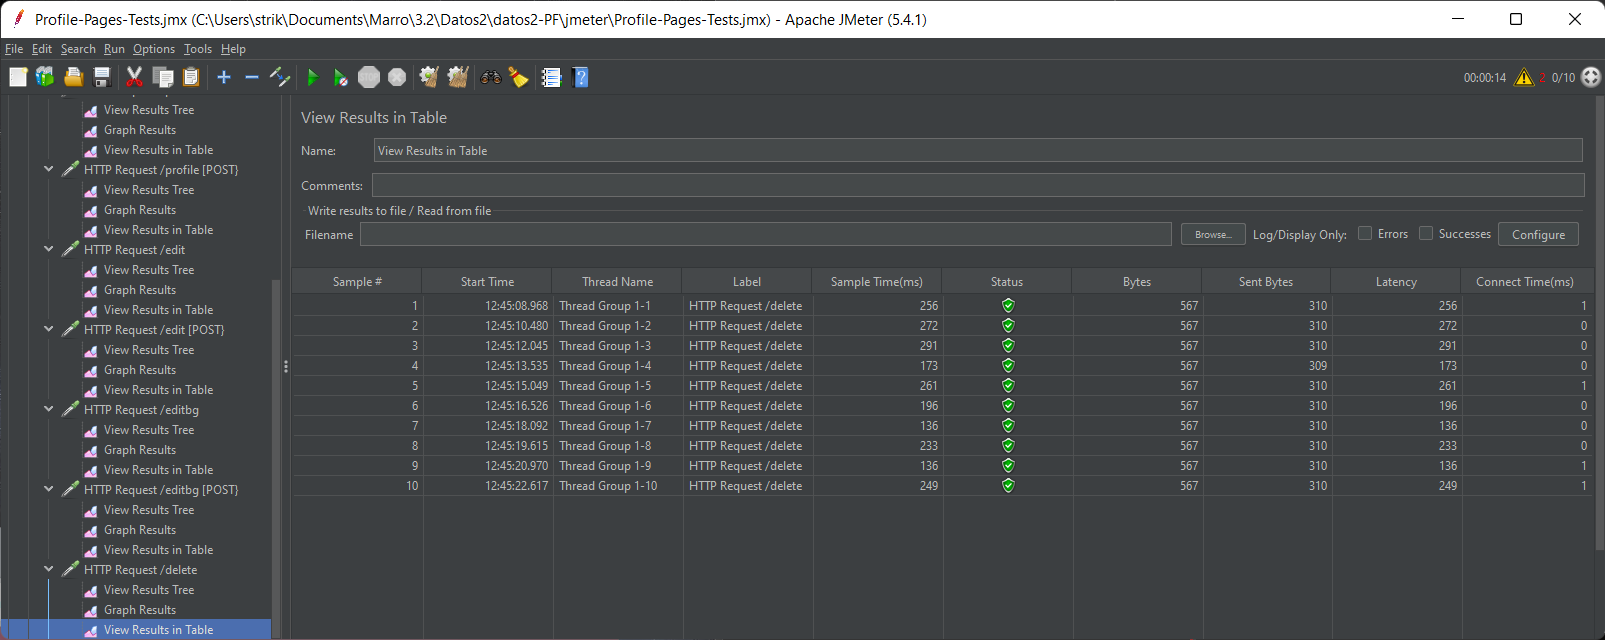 Profile-Pages-Tests.jmx (C:\Users\strik\Documents\Marro\3.2\Datos2\datos2-PF\jmeter\Profile-Pages-Tests.jmx) - Apache JMeter (5.4.1)
File Edit Search Run Options Tools Help
STOP 00:00:14 2 0/10
View Results Tree
Graph Results
View Results in Table
HTTP Request /profile [POST}
View Results Tree
Graph Results
View Results in Table
HTTP Request /edit
View Results Tree
Graph Results
View Results in Table
HTTP Request /edit [POST}
View Results Tree
Graph Results
View Results in Table
HTTP Request /editbg
View Results Tree
Graph Results
View Results in Table
HTTP Request /editbg [POST}
View Results Tree
Graph Results
View Results in Table
HTTP Request /delete
View Results Tree
Graph Results
View Results in Table
View Results in Table
Name: View Results in Table
Comments:
Write results to file / Read from file
Filename Browse... Log/Display Only: Errors Successes Configure
Sample # Start Time Thread Name Label Sample Time(ms) Status Bytes Sent Bytes Latency Connect Time(ms)
1 12:45:08.968 Thread Group 1-1 HTTP Request /delete 256 567 310 256 1
2 12:45:10.480 Thread Group 1-2 HTTP Request /delete 272 567 310 272 0
3 12:45:12.045 Thread Group 1-3 HTTP Request /delete 291 567 310 291 0
4 12:45:13.535 Thread Group 1-4 HTTP Request /delete 173 567 309 173 0
5 12:45:15.049 Thread Group 1-5 HTTP Request /delete 261 567 310 261 1
6 12:45:16.526 Thread Group 1-6 HTTP Request /delete 196 567 310 196 0
7 12:45:18.092 Thread Group 1-7 HTTP Request /delete 136 567 310 136 0
8 12:45:19.615 Thread Group 1-8 HTTP Request /delete 233 567 310 233 0
9 12:45:20.970 Thread Group 1-9 HTTP Request /delete 136 567 310 136 1
10 12:45:22.617 Thread Group 1-10 HTTP Request /delete 249 567 310 249 1